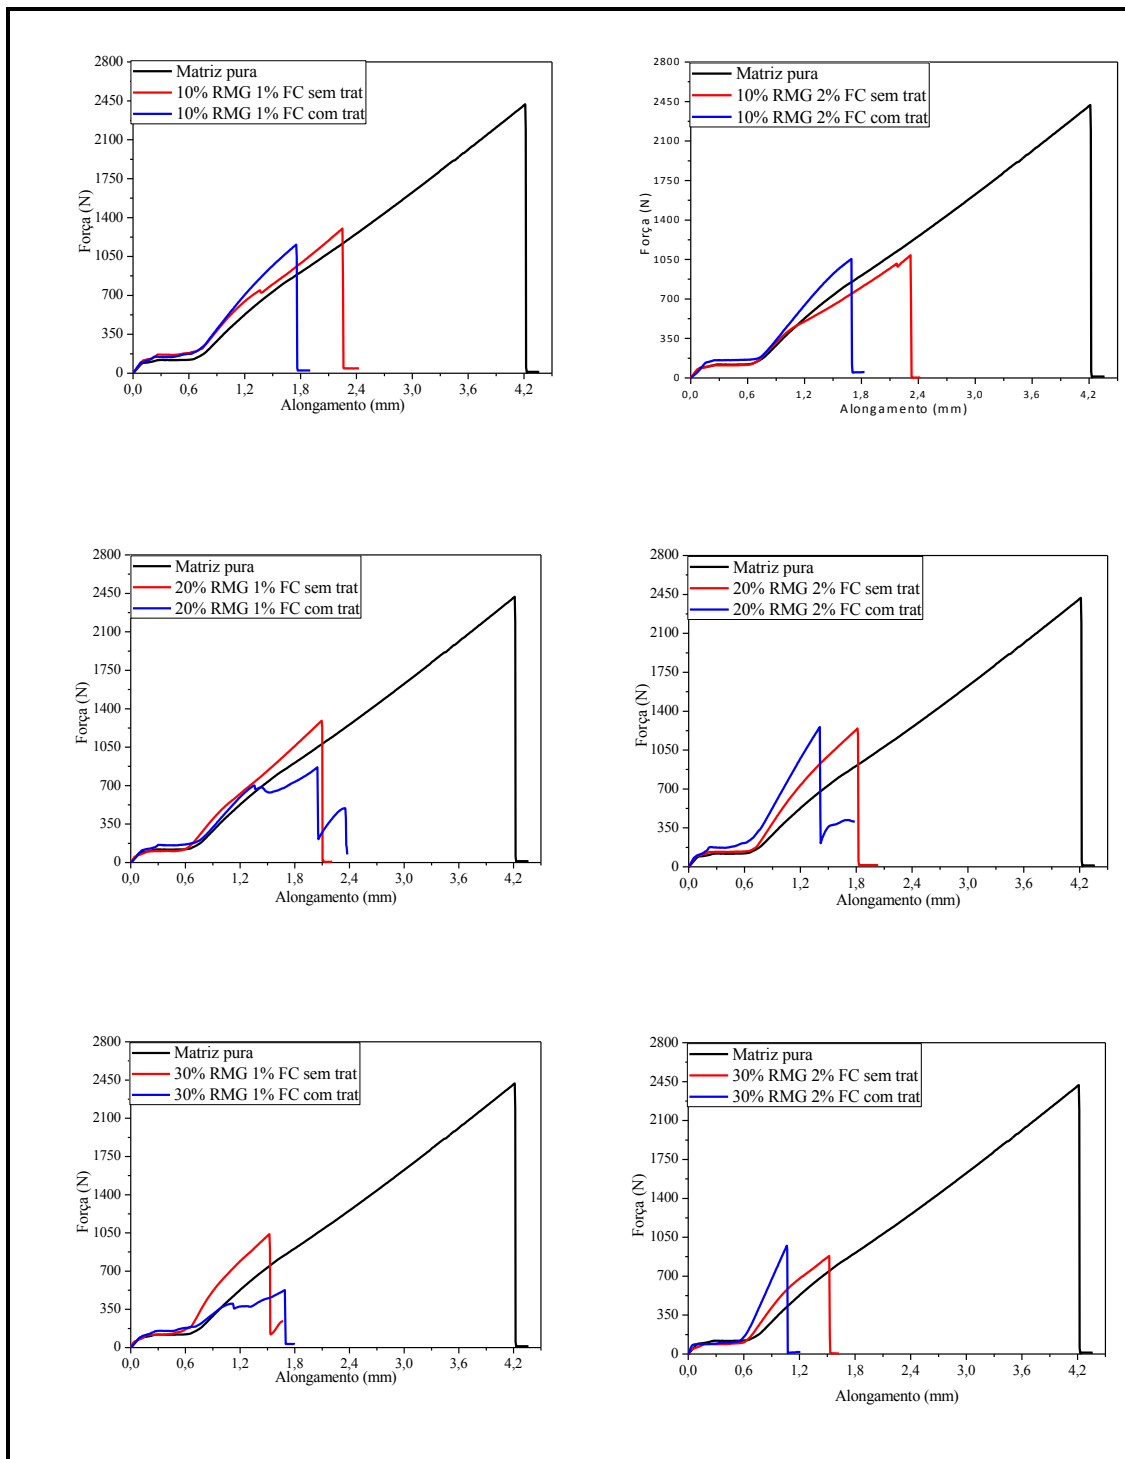 2800
2450
2100
1750
1400
1050
700
350
0
Força (N)
Matriz pura
10% RMG 1% FC sem trat
10% RMG 1% FC com trat
0,0 0,6 1,2 1,8 2,4 3,0 3,6 4,2
Alongamento (mm)
2800
2450
2100
1750
1400
1050
700
350
0
Força (N)
Matriz pura
10% RMG 2% FC sem trat
10% RMG 2% FC com trat
0,0 0,6 1,2 1,8 2,4 3,0 3,6 4,2
Alongamento (mm)
2800
2450
2100
1750
1400
1050
700
350
0
Força (N)
Matriz pura
20% RMG 1% FC sem trat
20% RMG 1% FC com trat
0,0 0,6 1,2 1,8 2,4 3,0 3,6 4,2
Alongamento (mm)
2800
2450
2100
1750
1400
1050
700
350
0
Força (N)
Matriz pura
20% RMG 2% FC sem trat
20% RMG 2% FC com trat
0,0 0,6 1,2 1,8 2,4 3,0 3,6 4,2
Alongamento (mm)
2800
2450
2100
1750
1400
1050
700
350
0
Força (N)
Matriz pura
30% RMG 1% FC sem trat
30% RMG 1% FC com trat
0,0 0,6 1,2 1,8 2,4 3,0 3,6 4,2
Alongamento (mm)
2800
2450
2100
1750
1400
1050
700
350
0
Força (N)
Matriz pura
30% RMG 2% FC sem trat
30% RMG 2% FC com trat
0,0 0,6 1,2 1,8 2,4 3,0 3,6 4,2
Alongamento (mm)